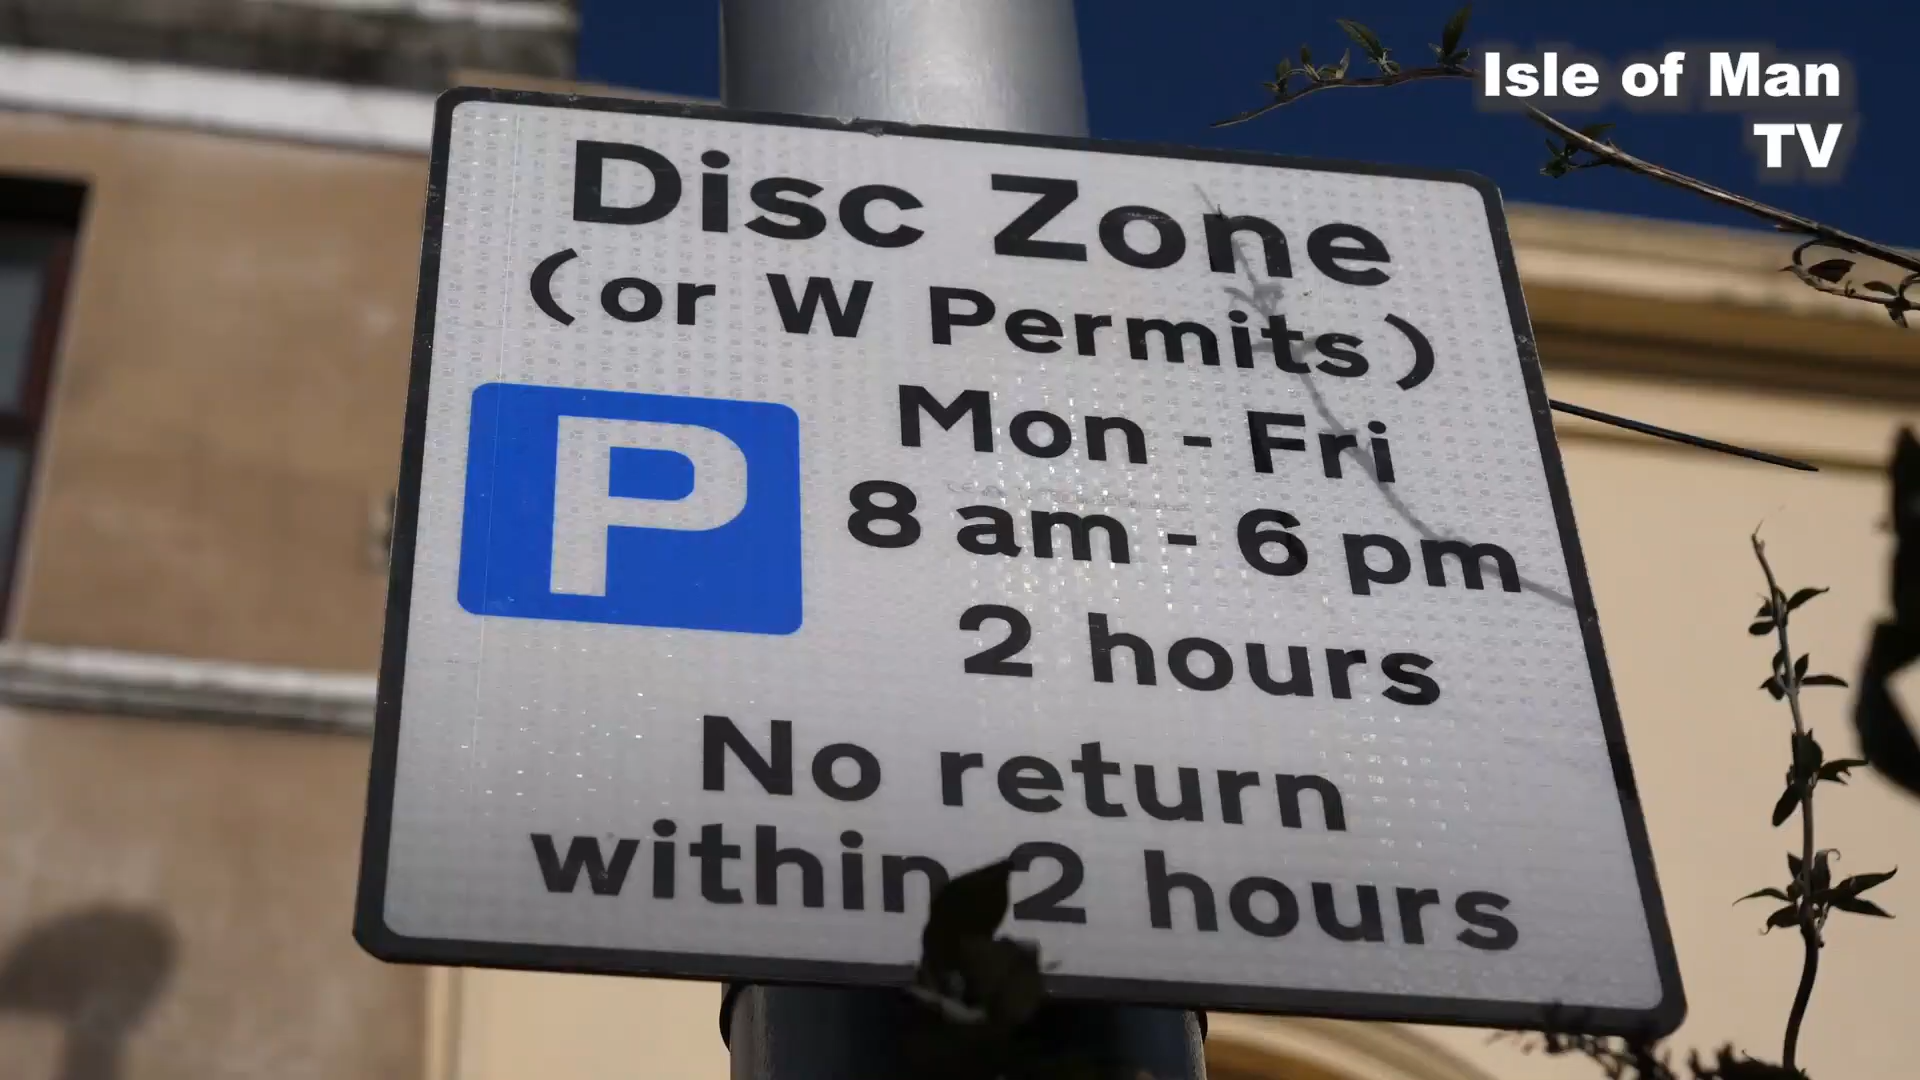 Isle of Man
TV
Disc Zone
(or W Permits)
P
Mon - Fri
8 am - 6 pm
2 hours
No return
within 2 hours